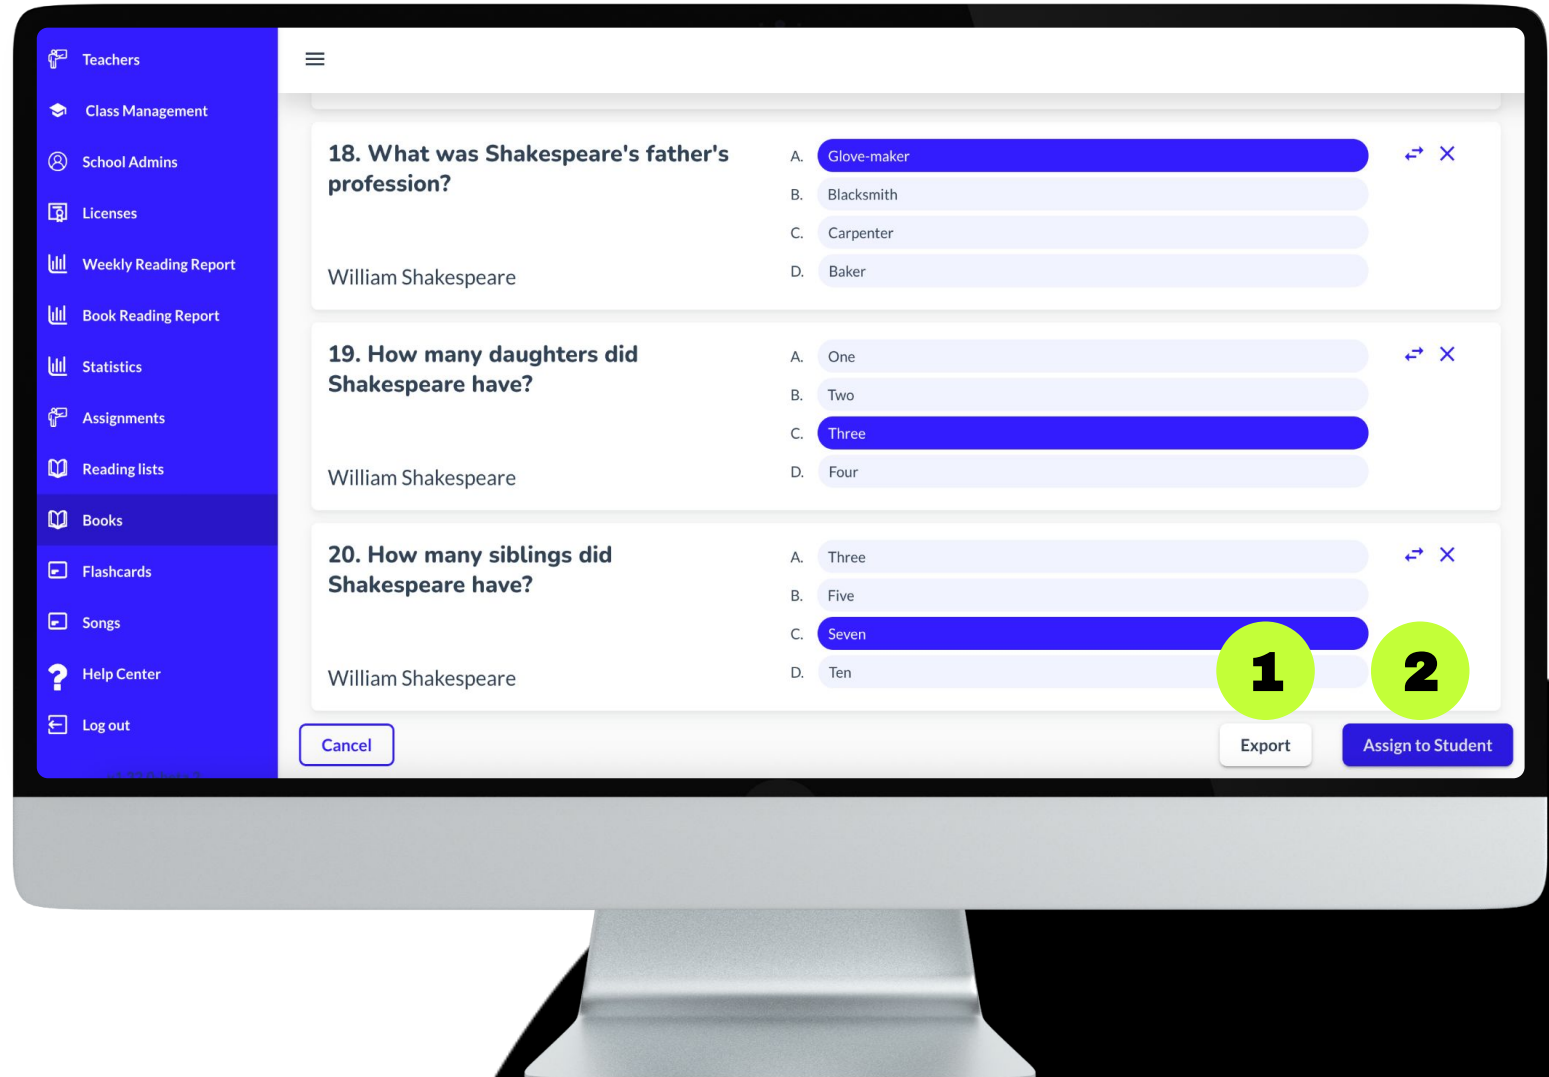 Teachers
Class Management
School Admins
Licenses
Weekly Reading Report
Book Reading Report
Statistics
Assignments
Reading lists
Books
Flashcards
Songs
Help Center
Log out
18. What was Shakespeare's father's
profession?
William Shakespeare
A. Glove-maker
B. Blacksmith
C. Carpenter
D. Baker
19. How many daughters did
Shakespeare have?
William Shakespeare
A. One
B. Two
C. Three
D. Four
20. How many siblings did
Shakespeare have?
William Shakespeare
A. Three
B. Five
C. Seven
D. Ten
1
2
Cancel
Export
Assign to Student